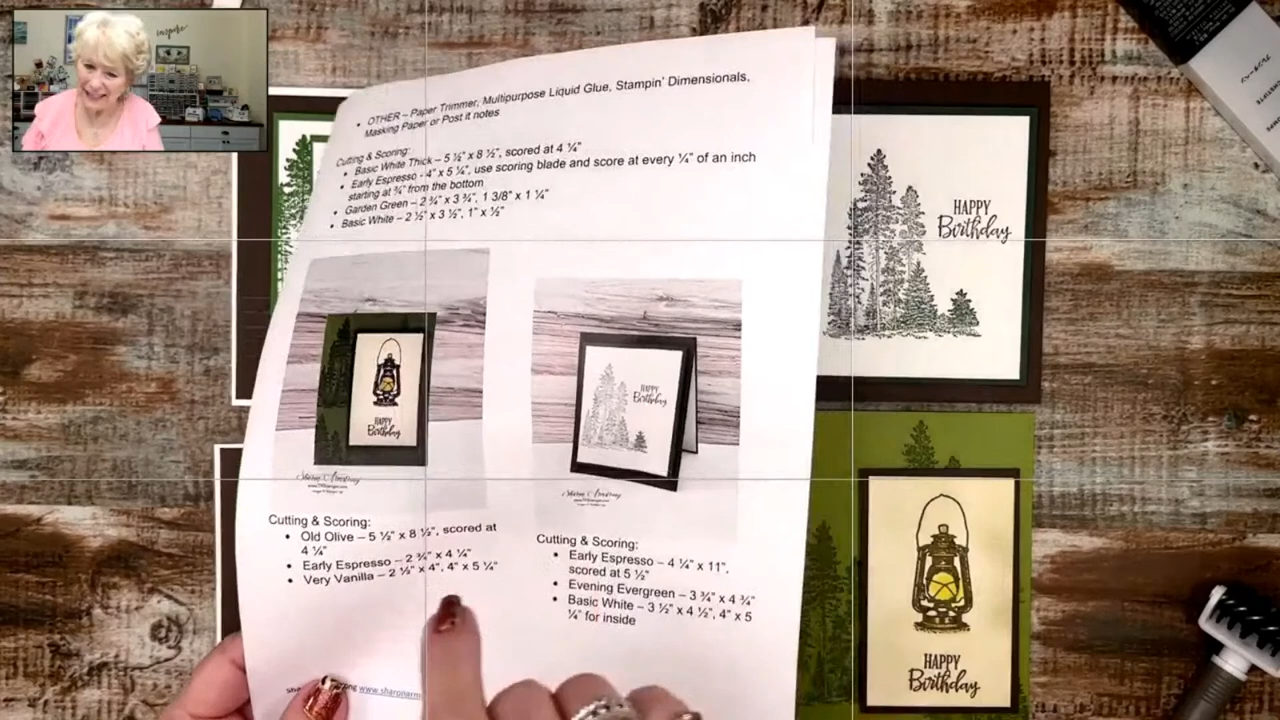 inspire
• OTHER – Paper Trimmer, Multipurpose Liquid Glue, Stampin' Dimensionals,
Masking Paper or Post it notes
Cutting & Scoring:
• Basic White Thick – 5 ½" x 8 ½", scored at 4 ¼"
• Early Espresso - 4" x 5 ¼", use scoring blade and score at every ¼" of an inch
starting at ¾" from the bottom
• Garden Green – 2 ¾" x 3 ¾", 1 3/8" x 1 ¼"
• Basic White – 2 ½" x 3 ½", 1" x ½"
HAPPY
Birthday
HAPPY
Birthday
HAPPY
Birthday
Cutting & Scoring:
• Old Olive – 5 ½" x 8 ½", scored at
4 ¼"
• Early Espresso – 2 ¾" x 4 ¼"
• Very Vanilla – 2 ½" x 4", 4" x 5 ¼"
Cutting & Scoring:
• Early Espresso – 4 ¼" x 11",
scored at 5 ½"
• Evening Evergreen – 3 ¾" x 4 ¾"
• Basic White – 3 ½" x 4 ½", 4" x 5
¼" for inside
HAPPY
Birthday
www.sharonarm